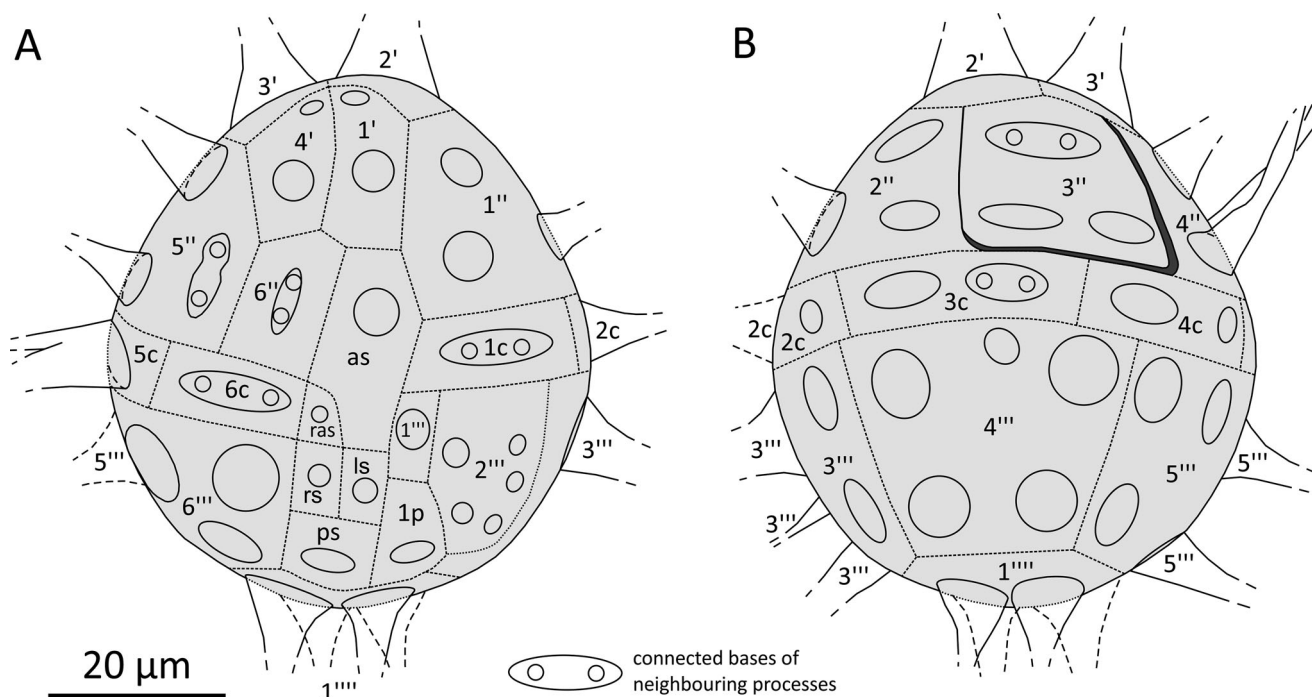 A
2'
3'
4'
1'
1''
5''
6''
as
1c
2c
5c
6c
ras
1'''
3'''
5'''
ls
2'''
rs
6'''
1p
ps
1''''
20 µm
B
2'
3'
2''
3''
4''
2c
2c
3c
4c
4'''
3'''
3'''
5'''
5'''
3'''
3'''
1''''
5'''
connected bases of
neighbouring processes